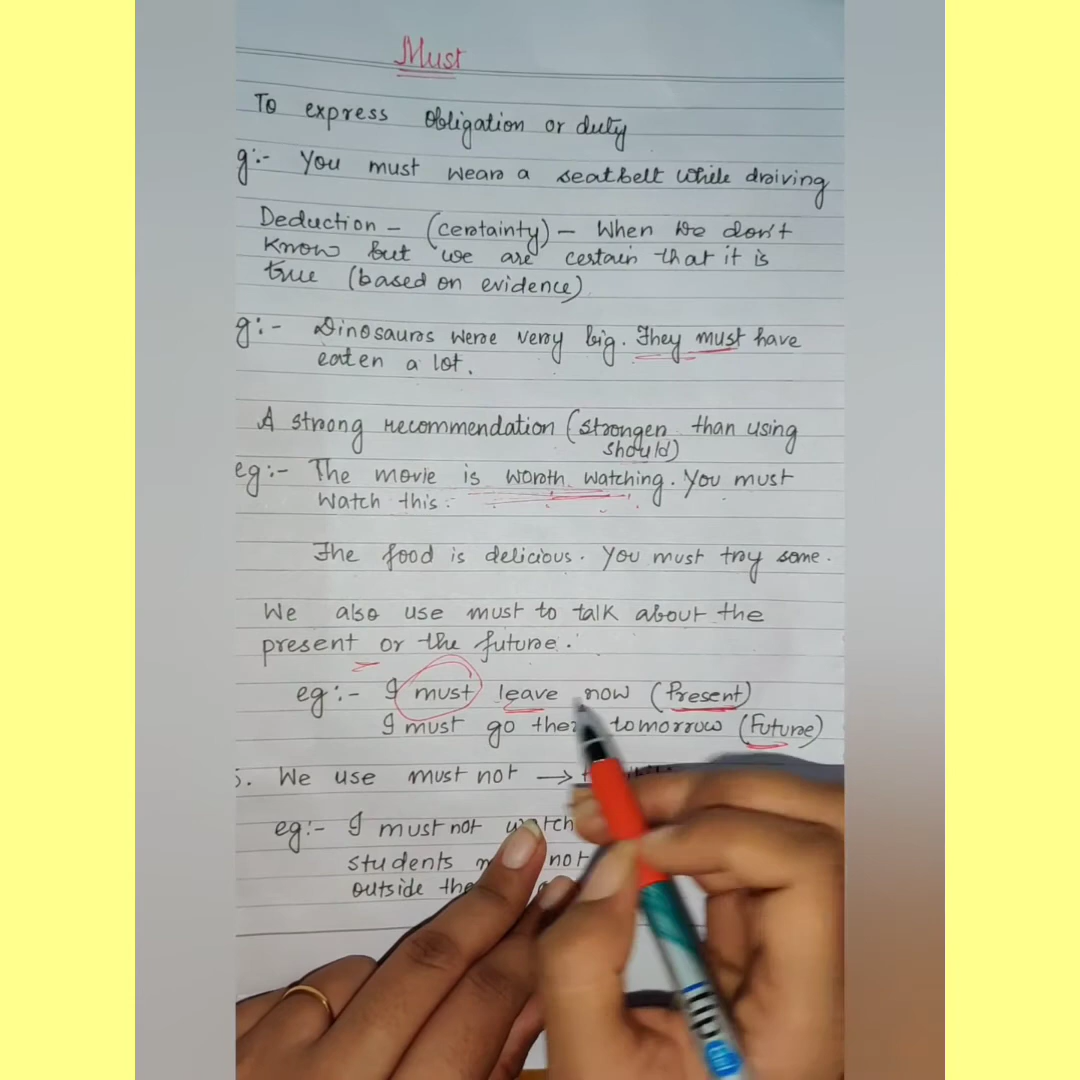 Must
To express obligation or duty
g:- You must wear a seatbelt while driving
Deduction - (certainty) - When we don't
know but we are certain that it is
true (based on evidence)
g:- Dinosaurs were very big. They must have
eaten a lot.
A strong recommendation (stronger than using
should)
eg:- The movie is worth watching. You must
watch this.
The food is delicious. You must try some.
We also use must to talk about the
present or the future.
eg:- I must leave now (Present)
I must go there tomorrow (Future)
5. We use must not →
eg:- I must not watch
students not
outside the